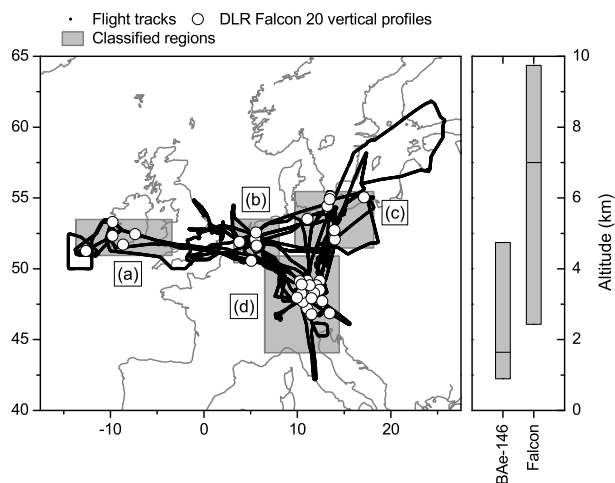 Flight tracks DLR Falcon 20 vertical profiles
Classified regions
65
60
55
50
45
40
-10 0 10 20
(a)
(b)
(c)
(d)
10
8
6
4
2
0
Altitude (km)
BAe-146
Falcon